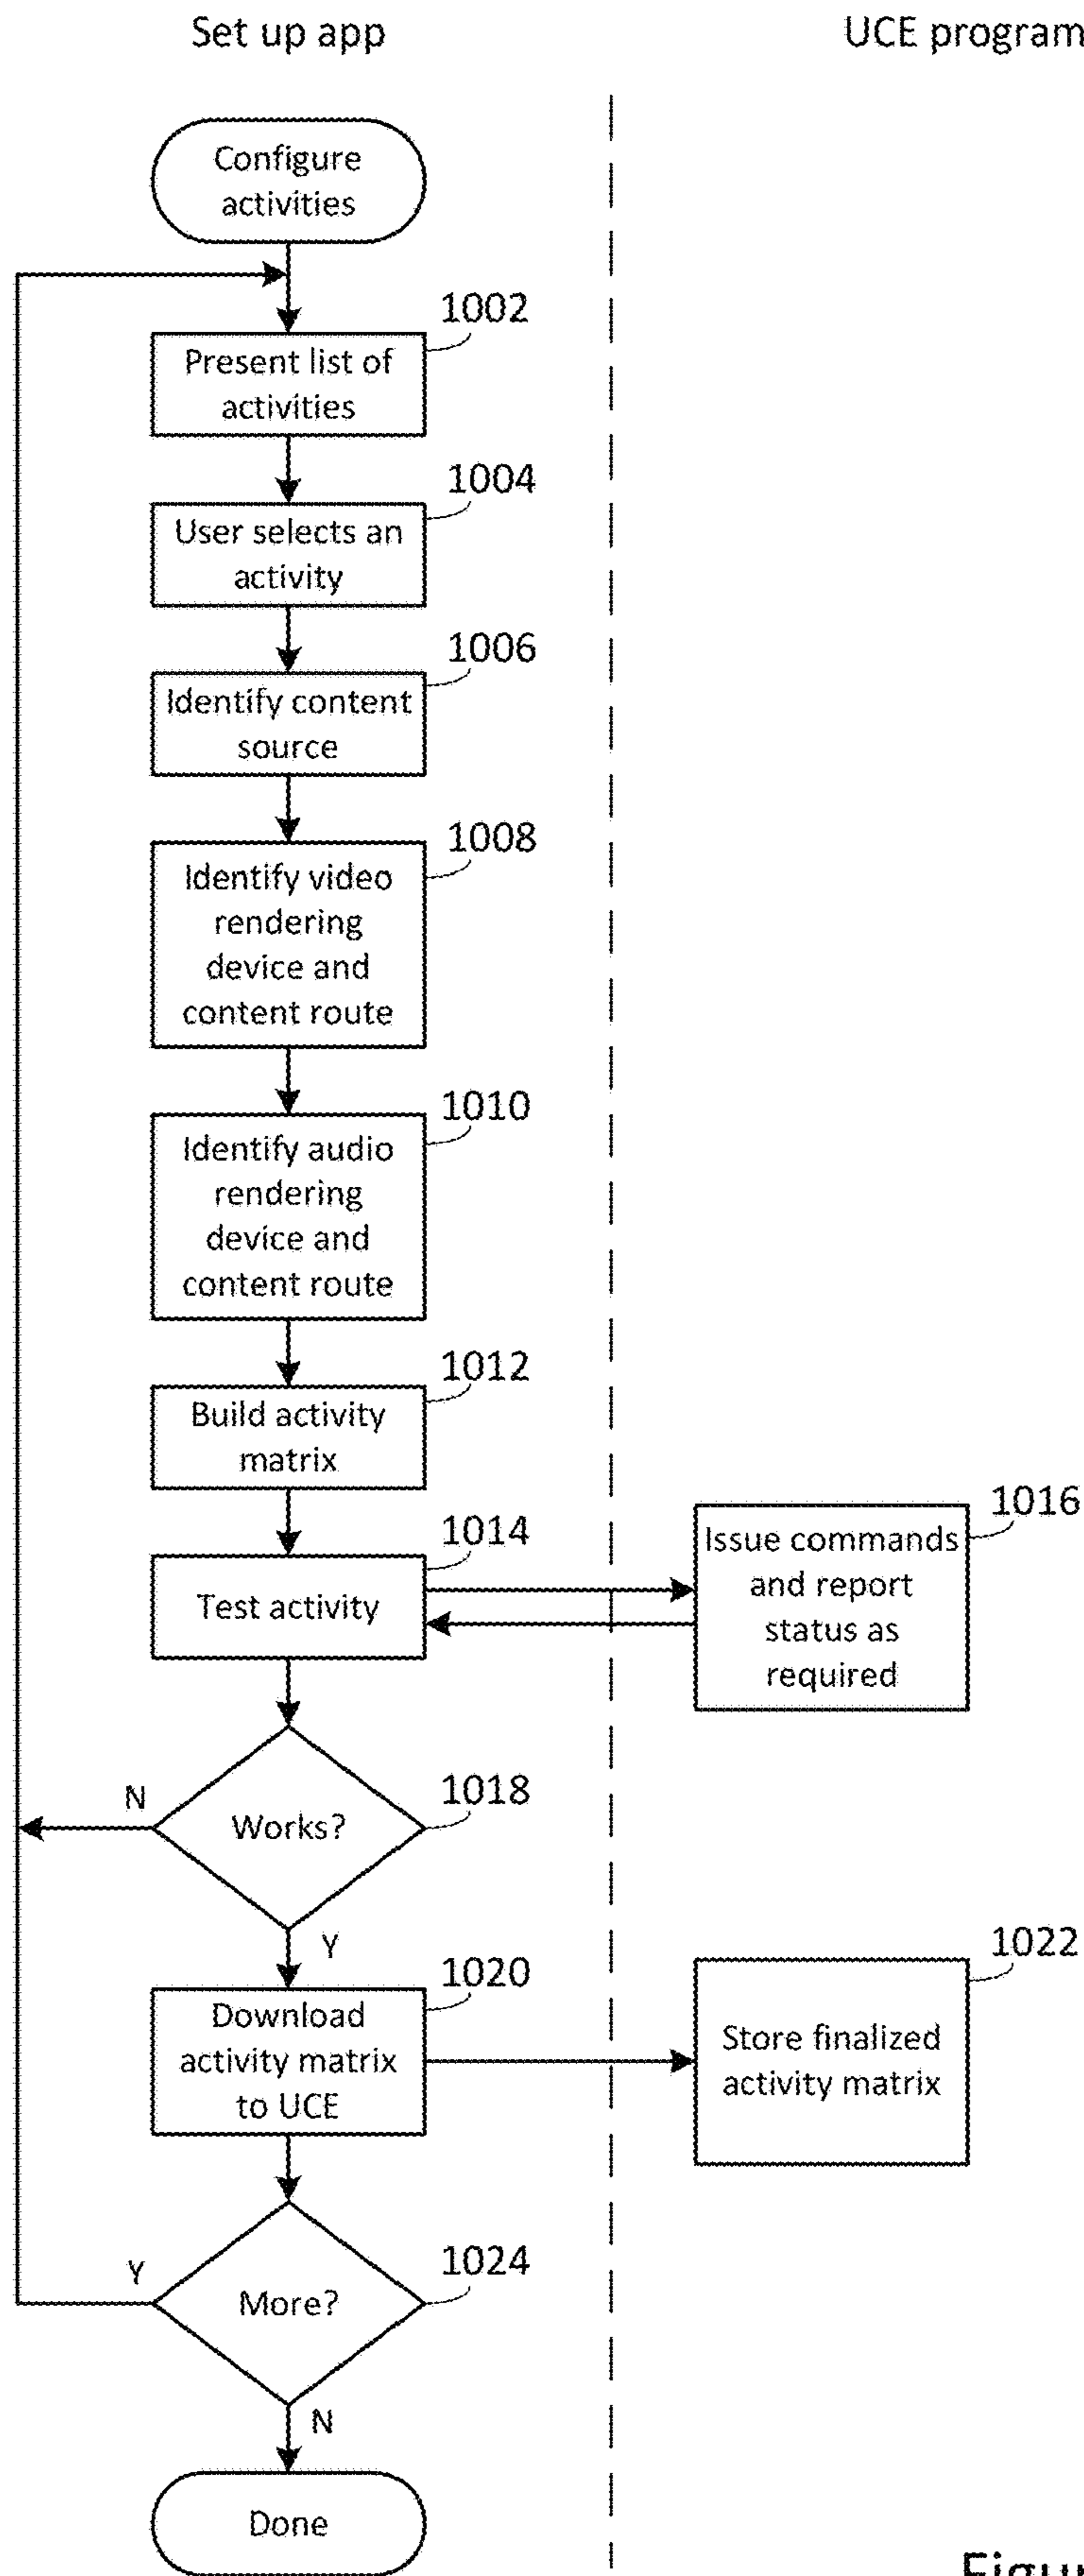 Set up app
UCE program
Configure
activities
1002
Present list of
activities
1004
User selects an
activity
1006
Identify content
source
1008
Identify video
rendering
device and
content route
1010
Identify audio
rendering
device and
content route
1012
Build activity
matrix
1014
Test activity
1016
Issue commands
and report
status as
required
1018
Works?
N
Y
1020
Download
activity matrix
to UCE
1022
Store finalized
activity matrix
1024
More?
Y
N
Done